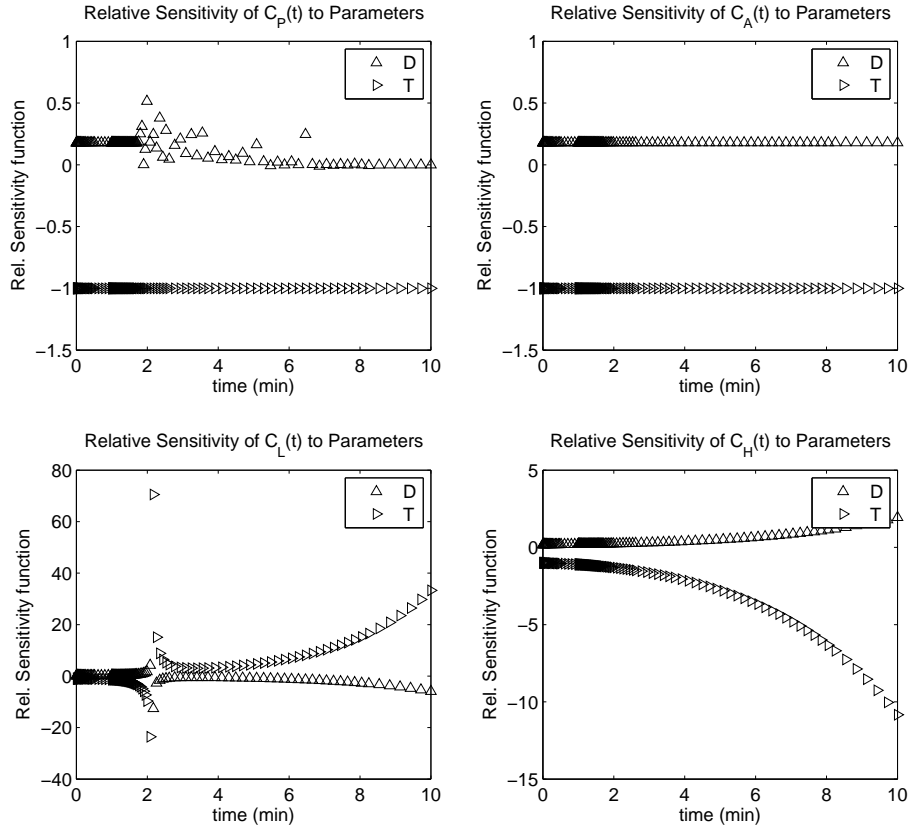 Relative Sensitivity of C_P(t) to Parameters
1
0.5
0
−0.5
−1
−1.5
0 2 4 6 8 10
time (min)
Rel. Sensitivity function
D
T
Relative Sensitivity of C_A(t) to Parameters
1
0.5
0
−0.5
−1
−1.5
0 2 4 6 8 10
time (min)
Rel. Sensitivity function
D
T
Relative Sensitivity of C_L(t) to Parameters
80
60
40
20
0
−20
−40
0 2 4 6 8 10
time (min)
Rel. Sensitivity function
D
T
Relative Sensitivity of C_H(t) to Parameters
5
0
−5
−10
−15
0 2 4 6 8 10
time (min)
Rel. Sensitivity function
D
T